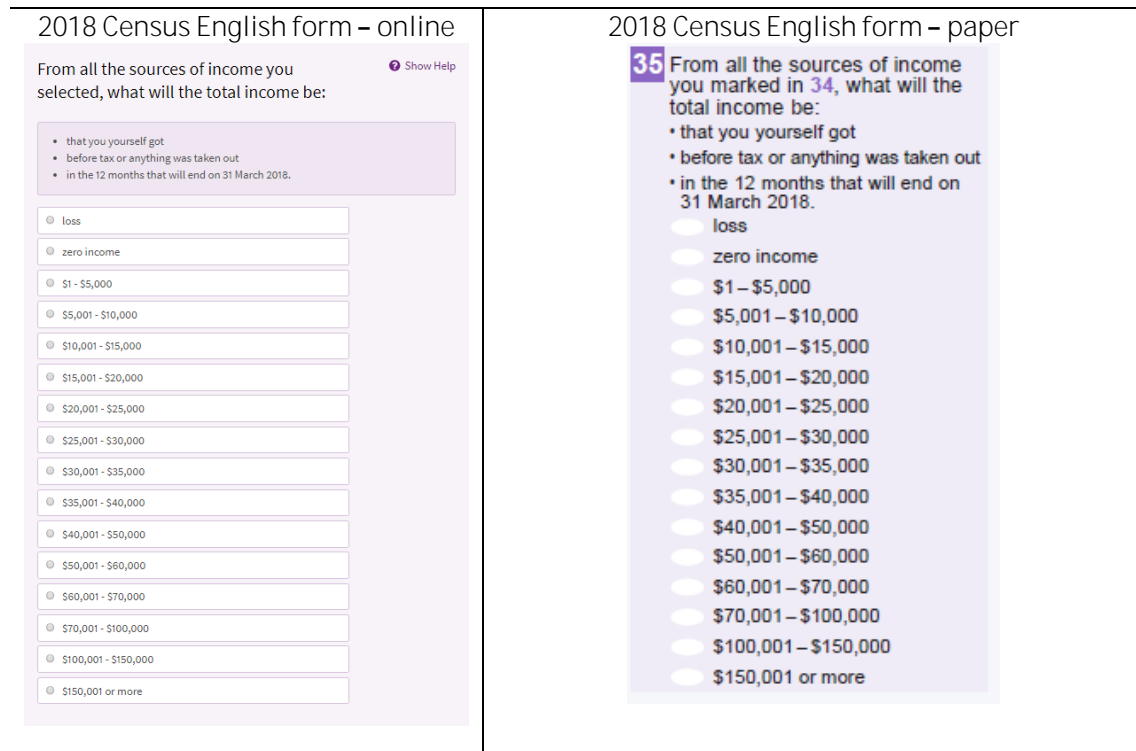 2018 Census English form – online
From all the sources of income you
selected, what will the total income be:
Show Help
• that you yourself got
• before tax or anything was taken out
• in the 12 months that will end on 31 March 2018.
loss
zero income
$1 - $5,000
$5,001 - $10,000
$10,001 - $15,000
$15,001 - $20,000
$20,001 - $25,000
$25,001 - $30,000
$30,001 - $35,000
$35,001 - $40,000
$40,001 - $50,000
$50,001 - $60,000
$60,001 - $70,000
$70,001 - $100,000
$100,001 - $150,000
$150,001 or more
2018 Census English form – paper
35 From all the sources of income
you marked in 34, what will the
total income be:
• that you yourself got
• before tax or anything was taken out
• in the 12 months that will end on
31 March 2018.
loss
zero income
$1 – $5,000
$5,001 – $10,000
$10,001 – $15,000
$15,001 – $20,000
$20,001 – $25,000
$25,001 – $30,000
$30,001 – $35,000
$35,001 – $40,000
$40,001 – $50,000
$50,001 – $60,000
$60,001 – $70,000
$70,001 – $100,000
$100,001 – $150,000
$150,001 or more